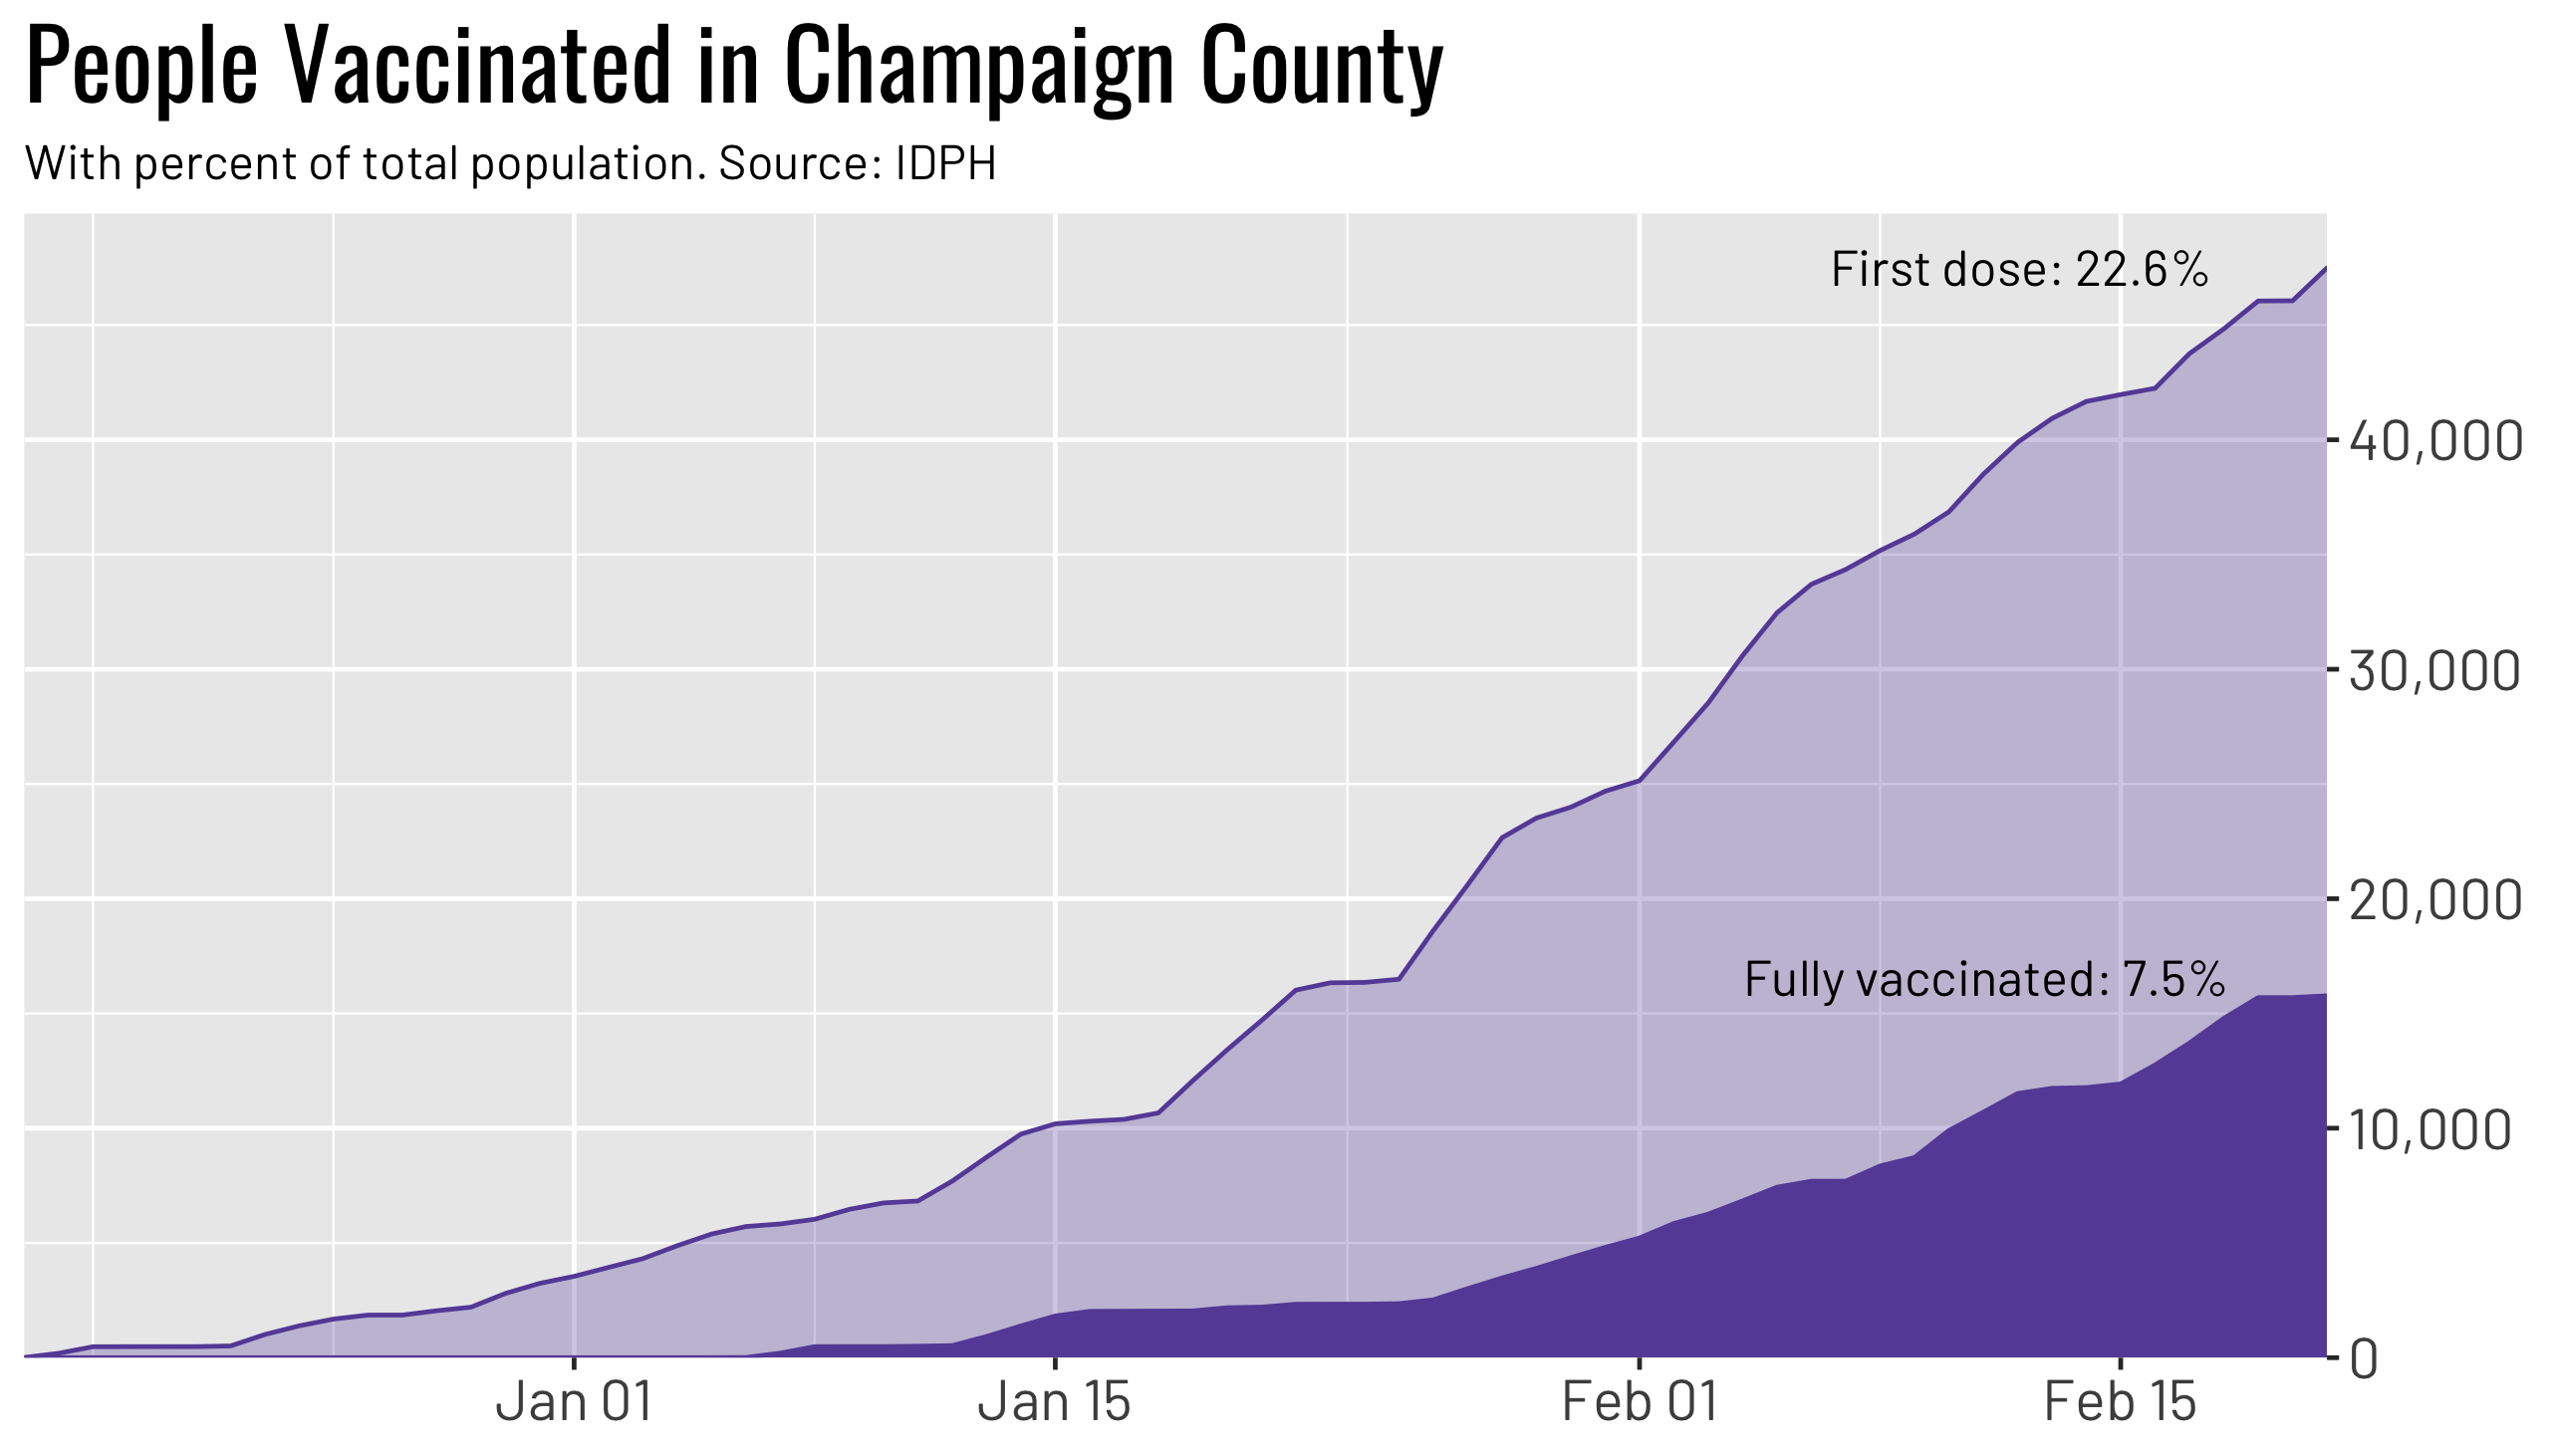 People Vaccinated in Champaign County
With percent of total population. Source: IDPH
First dose: 22.6%
40,000
30,000
20,000
Fully vaccinated: 7.5%
10,000
0
Jan 01
Jan 15
Feb 01
Feb 15